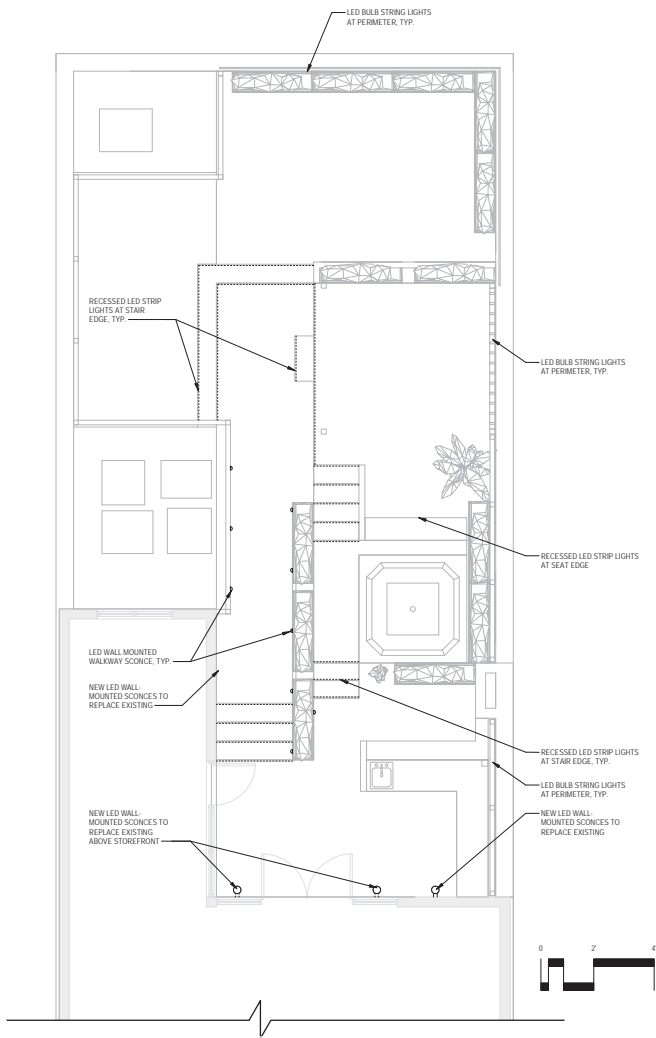 LED BULB STRING LIGHTS
AT PERIMETER, TYP.
RECESSED LED STRIP
LIGHTS AT STAIR
EDGE, TYP.
LED BULB STRING LIGHTS
AT PERIMETER, TYP.
RECESSED LED STRIP LIGHTS
AT SEAT EDGE
LED WALL MOUNTED
WALKWAY SCONCE, TYP.
NEW LED WALL-
MOUNTED SCONCES TO
REPLACE EXISTING
RECESSED LED STRIP LIGHTS
AT STAIR EDGE, TYP.
LED BULB STRING LIGHTS
AT PERIMETER, TYP.
NEW LED WALL-
MOUNTED SCONCES TO
REPLACE EXISTING
ABOVE STOREFRONT
NEW LED WALL-
MOUNTED SCONCES TO
REPLACE EXISTING
0 2' 4'